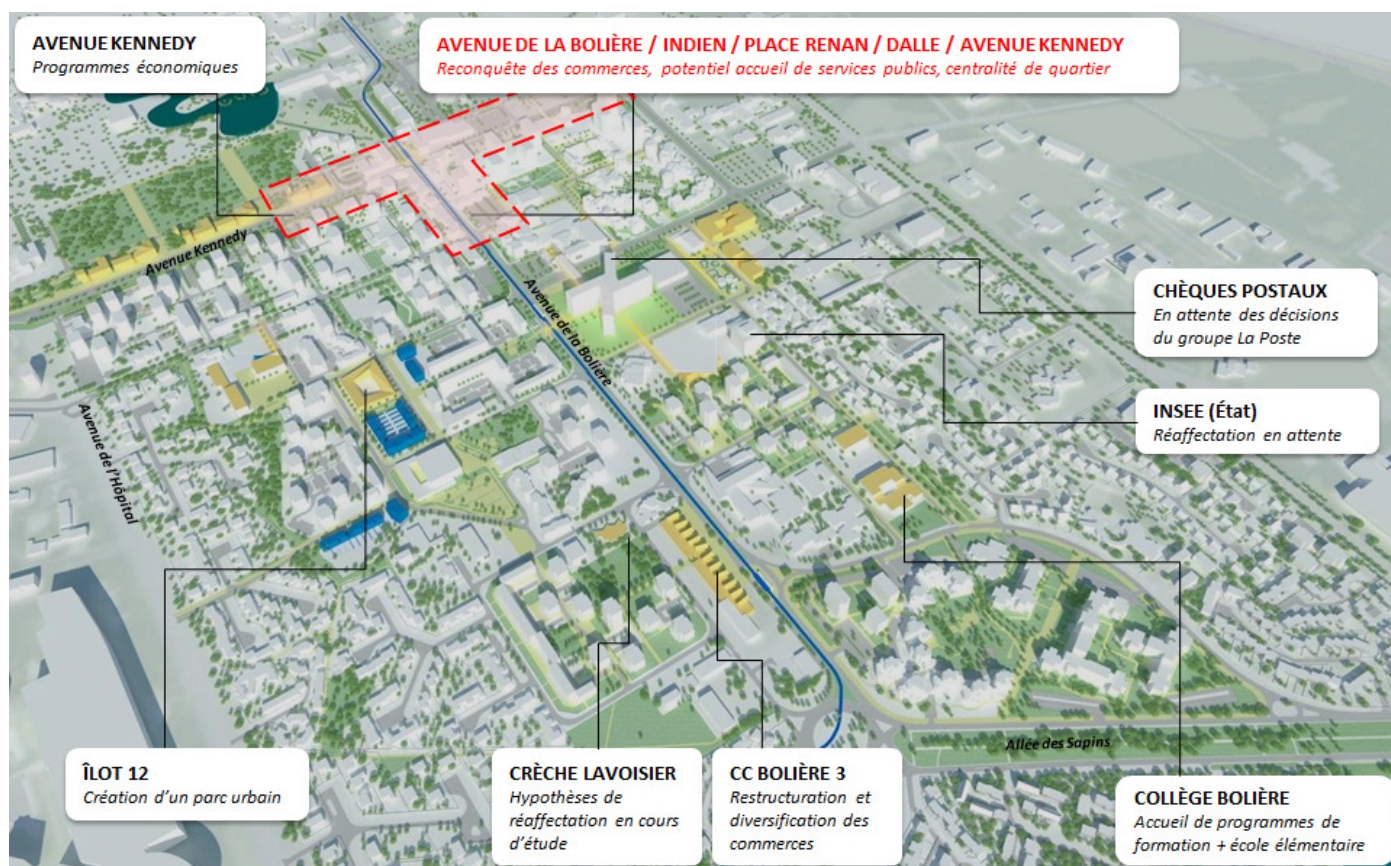 AVENUE KENNEDY
Programmes économiques
AVENUE DE LA BOLIÈRE / INDIEN / PLACE RENAN / DALLE / AVENUE KENNEDY
Reconquête des commerces, potentiel accueil de services publics, centralité de quartier
Avenue Kennedy
Avenue de la Bolière
CHÈQUES POSTAUX
En attente des décisions
du groupe La Poste
INSEE (État)
Réaffectation en attente
Avenue de l'Hôpital
Allée des Sapins
ÎLOT 12
Création d'un parc urbain
CRÈCHE LAVOISIER
Hypothèses de
réaffectation en cours
d'étude
CC BOLIÈRE 3
Restructuration et
diversification des
commerces
COLLÈGE BOLIÈRE
Accueil de programmes de
formation + école élémentaire